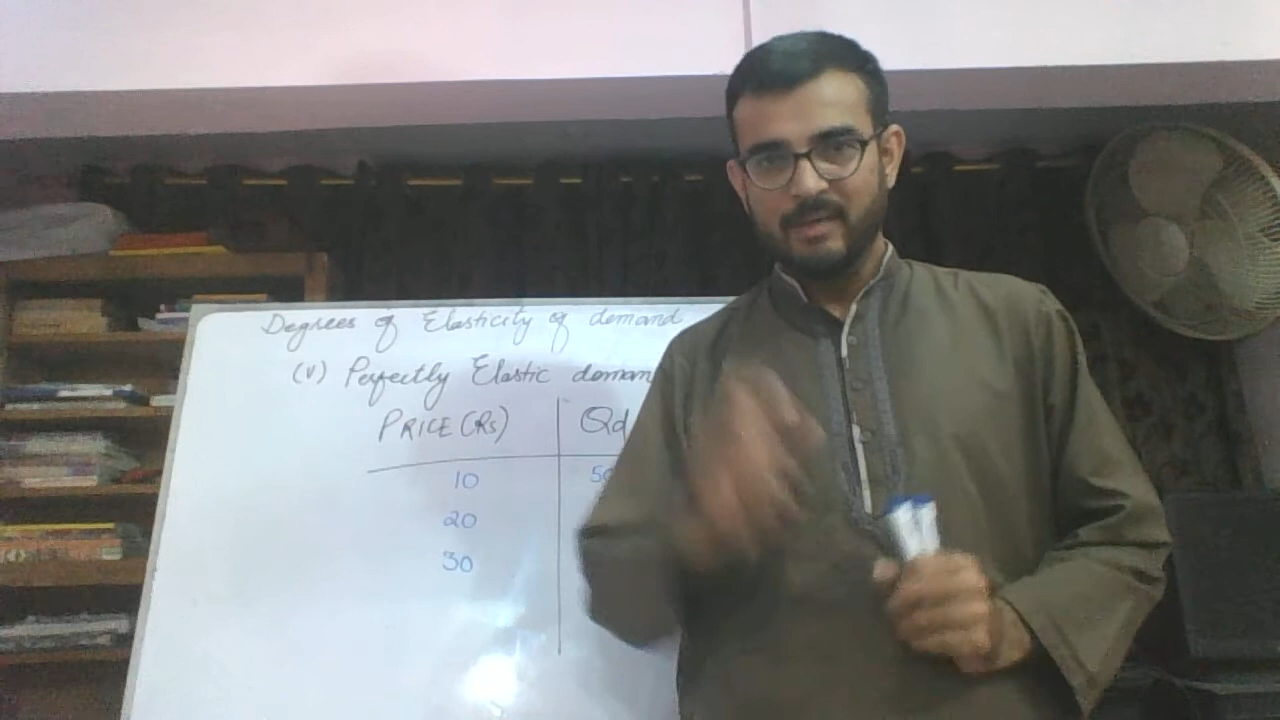 Degrees of Elasticity of demand
(V) Perfectly Elastic deman
PRICE (Rs) Qd
10
20
30